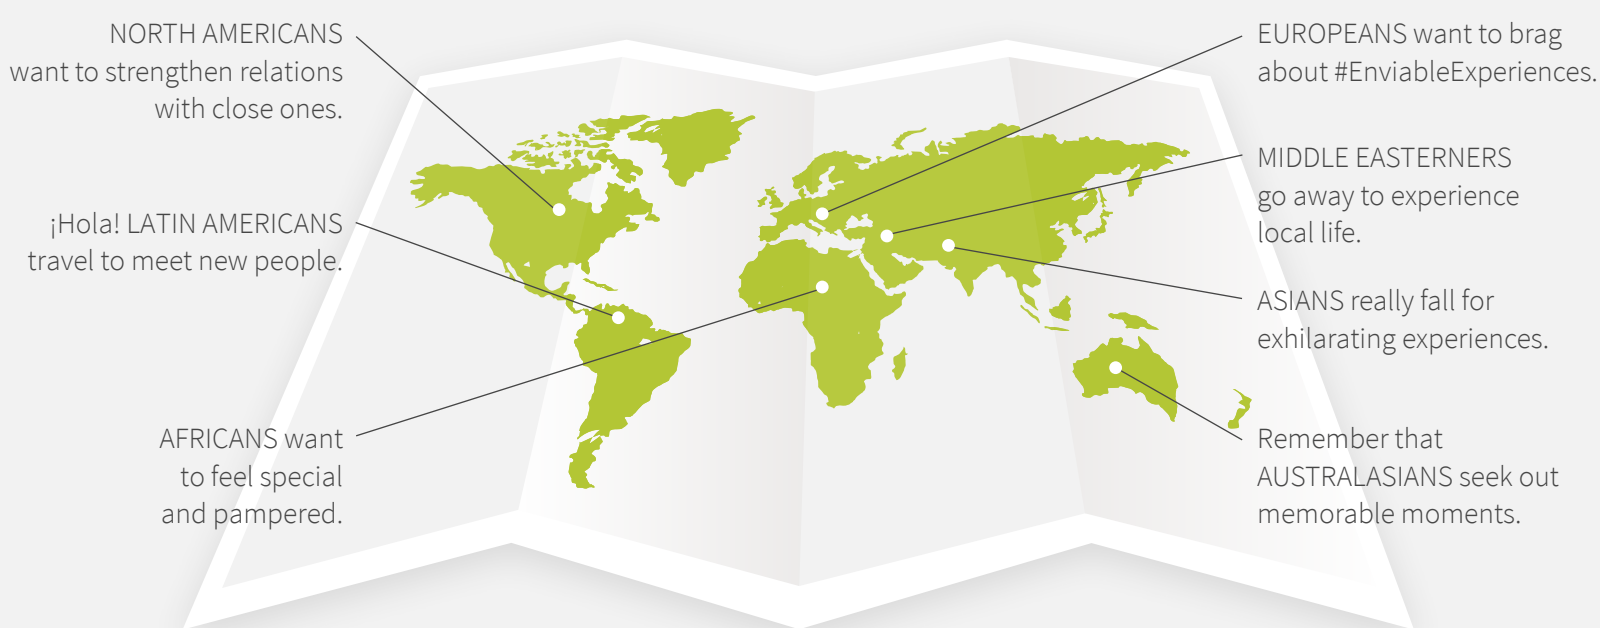 NORTH AMERICANS
want to strengthen relations
with close ones.
¡Hola! LATIN AMERICANS
travel to meet new people.
AFRICANS want
to feel special
and pampered.
EUROPEANS want to brag
about #EnviableExperiences.
MIDDLE EASTERNERS
go away to experience
local life.
ASIANS really fall for
exhilarating experiences.
Remember that
AUSTRALASIANS seek out
memorable moments.